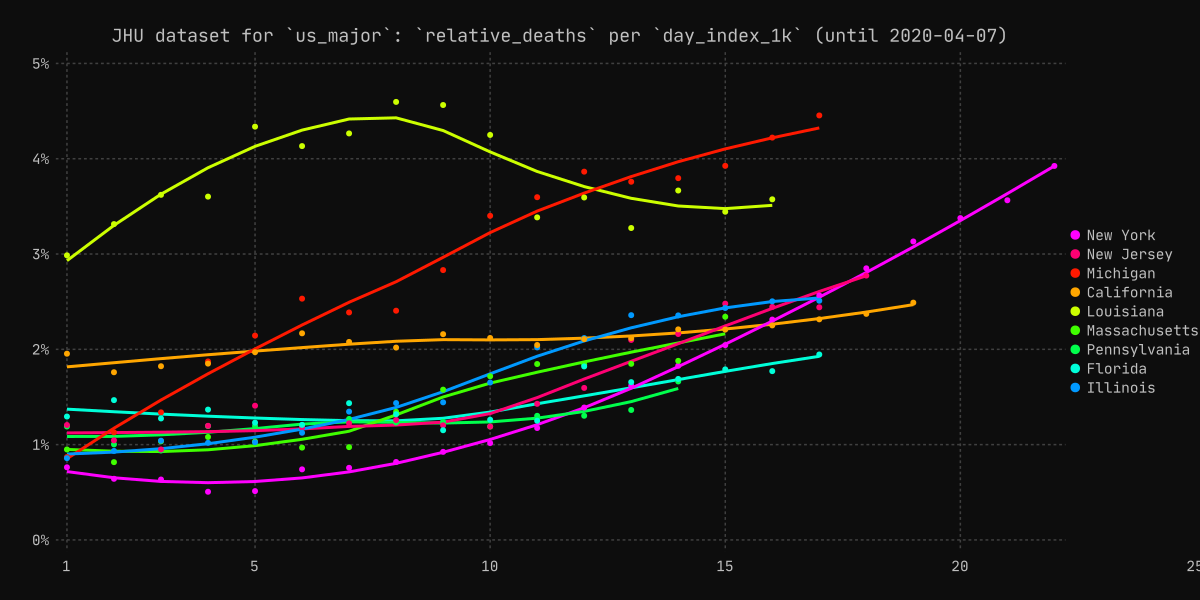 JHU dataset for `us_major`: `relative_deaths` per `day_index_1k` (until 2020-04-07)
5%
4%
3%
2%
1%
0%
1 5 10 15 20 25
New York
New Jersey
Michigan
California
Louisiana
Massachusetts
Pennsylvania
Florida
Illinois